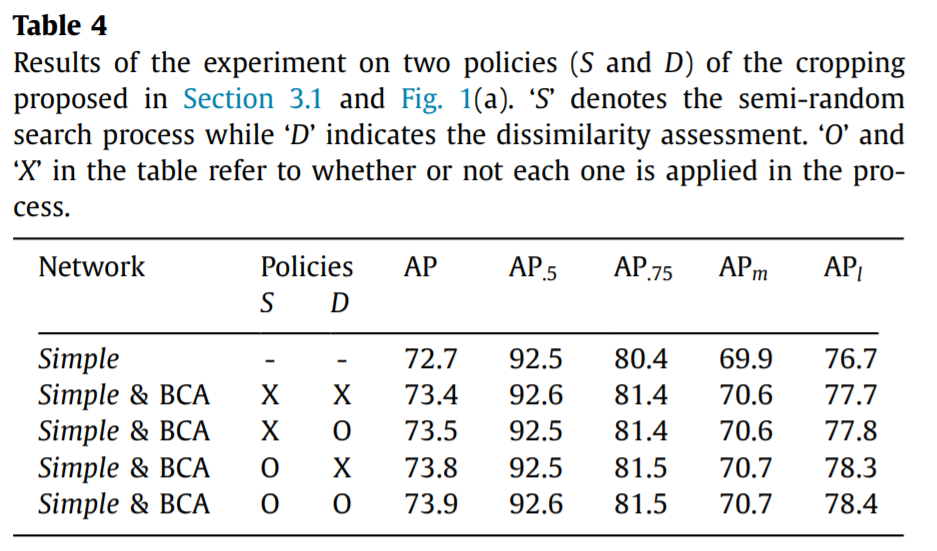 Table 4
Results of the experiment on two policies (S and D) of the cropping
proposed in Section 3.1 and Fig. 1(a). ‘S’ denotes the semi-random
search process while ‘D’ indicates the dissimilarity assessment. ‘O’ and
‘X’ in the table refer to whether or not each one is applied in the pro-
cess.
Network Policies AP AP.5 AP.75 APm APl
S D
Simple - - 72.7 92.5 80.4 69.9 76.7
Simple & BCA X X 73.4 92.6 81.4 70.6 77.7
Simple & BCA X O 73.5 92.5 81.4 70.6 77.8
Simple & BCA O X 73.8 92.5 81.5 70.7 78.3
Simple & BCA O O 73.9 92.6 81.5 70.7 78.4